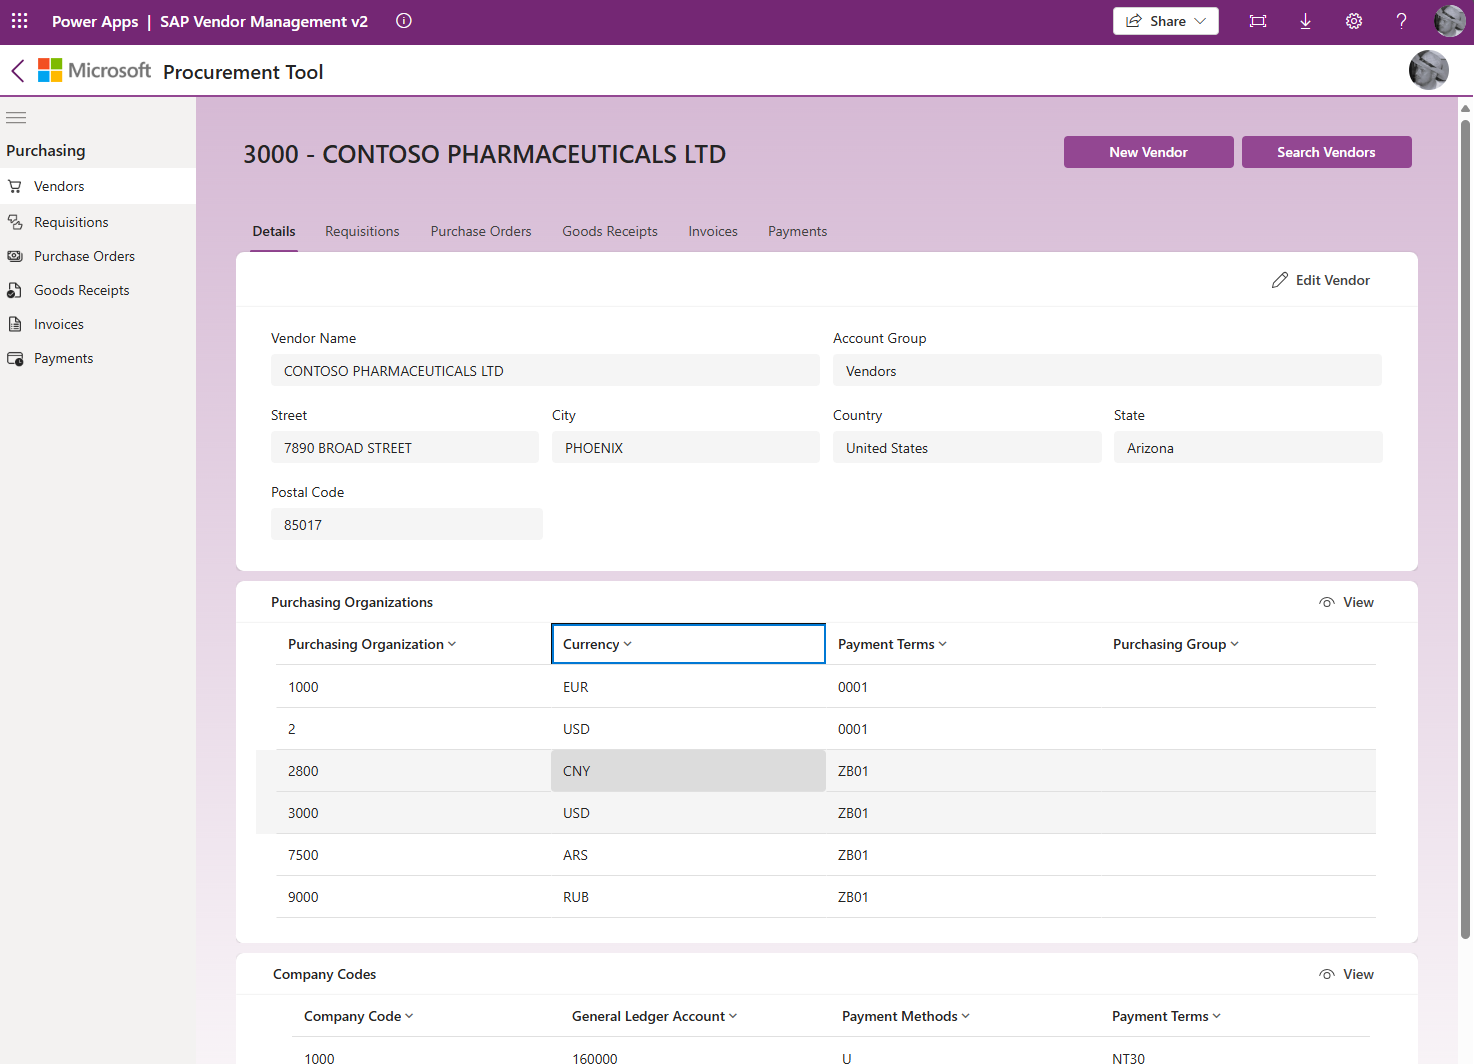 Power Apps | SAP Vendor Management v2 Share
Microsoft Procurement Tool
Purchasing
Vendors
Requisitions
Purchase Orders
Goods Receipts
Invoices
Payments
3000 - CONTOSO PHARMACEUTICALS LTD
New Vendor Search Vendors
Details Requisitions Purchase Orders Goods Receipts Invoices Payments
Edit Vendor
Vendor Name Account Group
CONTOSO PHARMACEUTICALS LTD Vendors
Street City Country State
7890 BROAD STREET PHOENIX United States Arizona
Postal Code
85017
Purchasing Organizations View
Purchasing Organization Currency Payment Terms Purchasing Group
1000 EUR 0001
2 USD 0001
2800 CNY ZB01
3000 USD ZB01
7500 ARS ZB01
9000 RUB ZB01
Company Codes View
Company Code General Ledger Account Payment Methods Payment Terms
1000 160000 U NT30